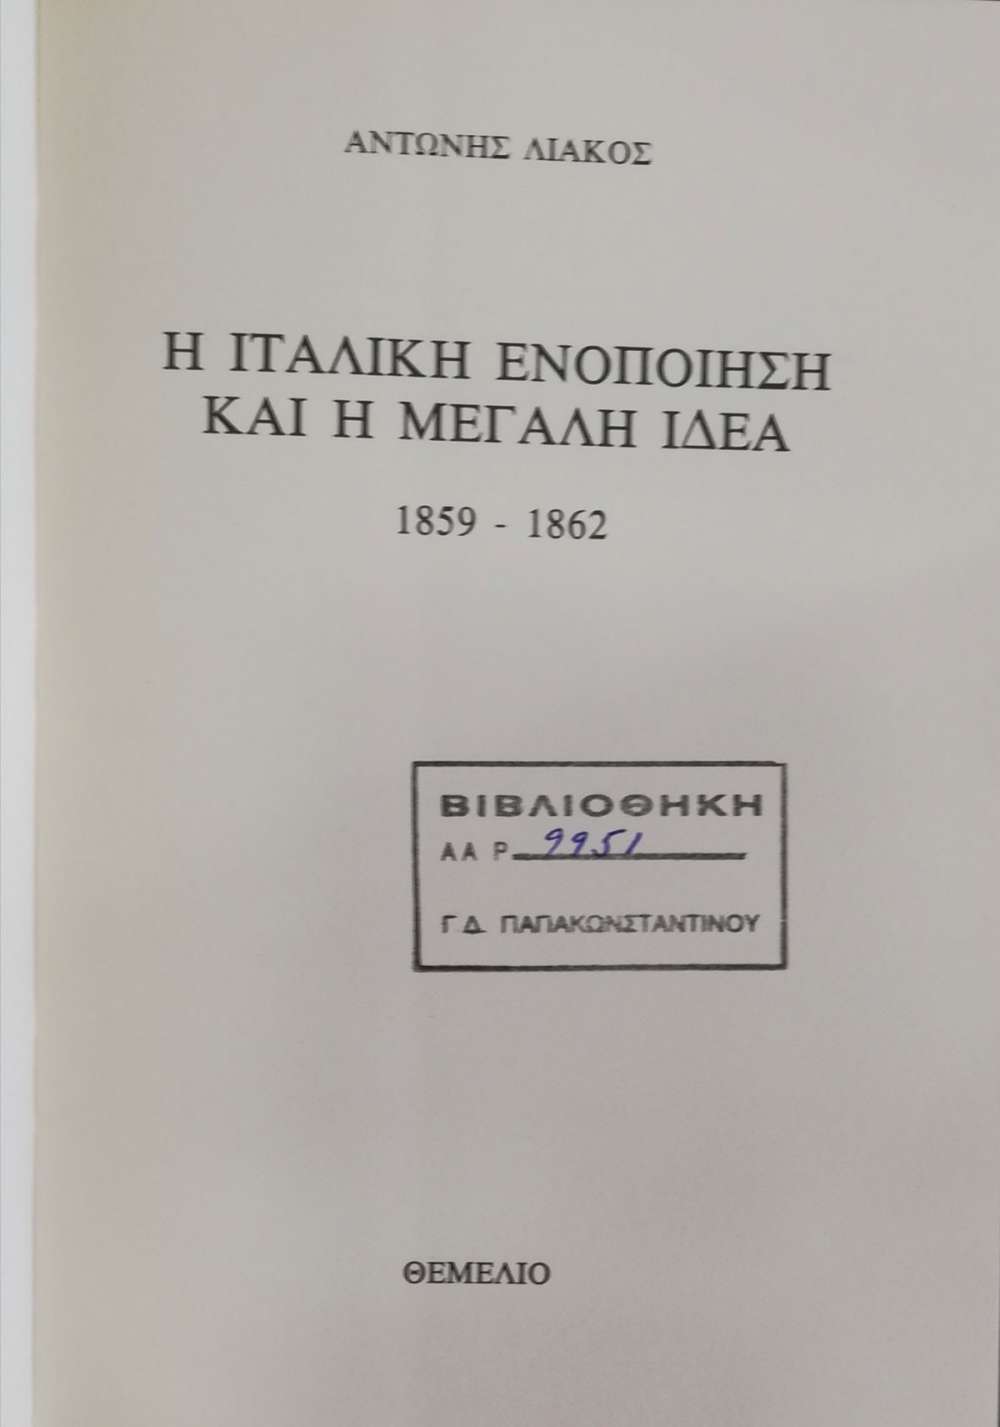 ΑΝΤΩΝΗΣ ΛΙΑΚΟΣ
Η ΙΤΑΛΙΚΗ ΕΝΟΠΟΙΗΣΗ
ΚΑΙ Η ΜΕΓΑΛΗ ΙΔΕΑ
1859 - 1862
ΒΙΒΛΙΟΘΗΚΗ
ΑΑ Ρ 9951
Γ Δ. ΠΑΠΑΚΩΝΣΤΑΝΤΙΝΟΥ
ΘΕΜΕΛΙΟ